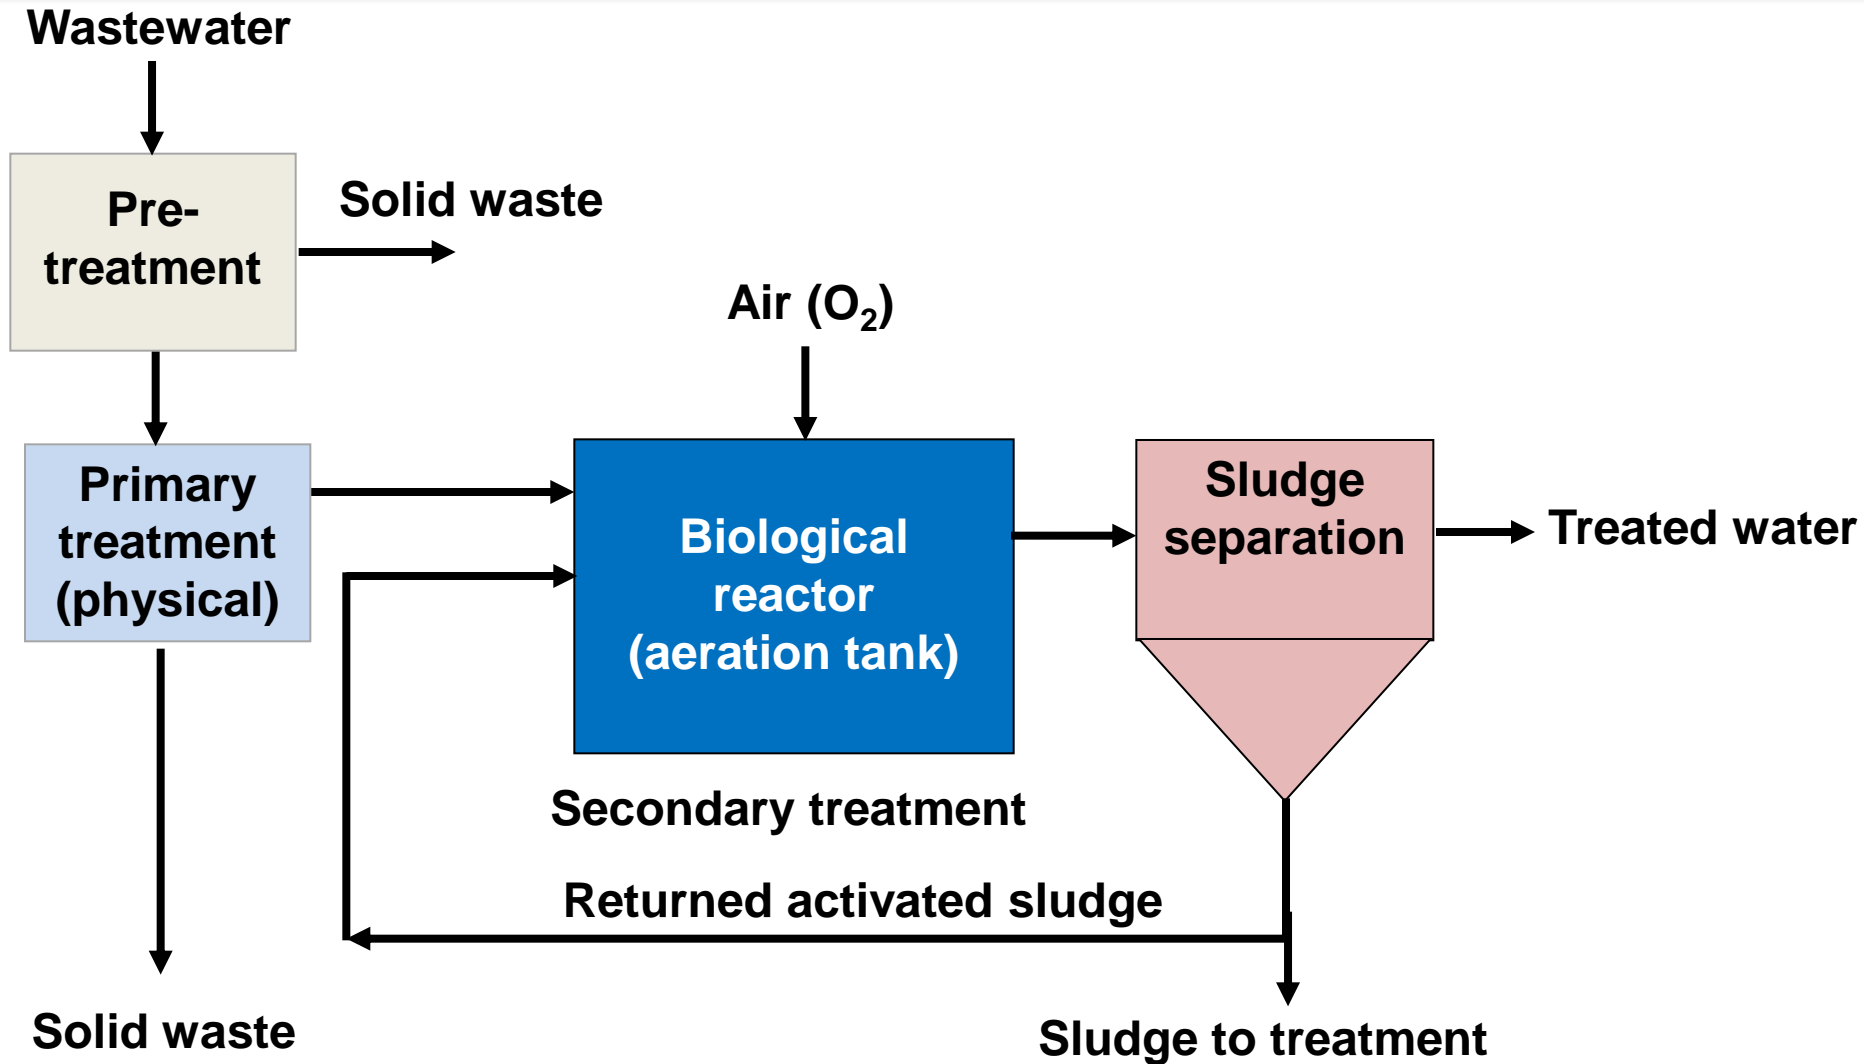 Wastewater
Pre-
treatment
Solid waste
Air (O₂)
Primary
treatment
(physical)
Biological
reactor
(aeration tank)
Sludge
separation
Treated water
Secondary treatment
Returned activated sludge
Solid waste
Sludge to treatment